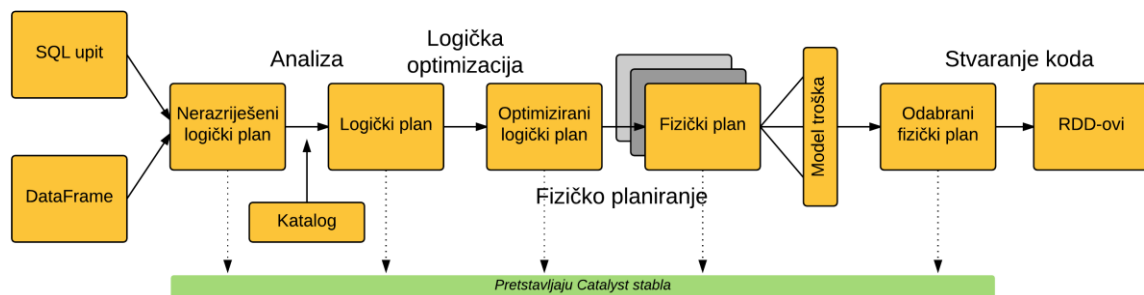 SQL upit
DataFrame
Nerazriješeni
logički plan
Analiza
Katalog
Logički plan
Logička
optimizacija
Optimizirani
logički plan
Fizički plan
Fizičko planiranje
Model troška
Odabrani
fizički plan
Stvaranje koda
RDD-ovi
Pretstavljaju Catalyst stabla